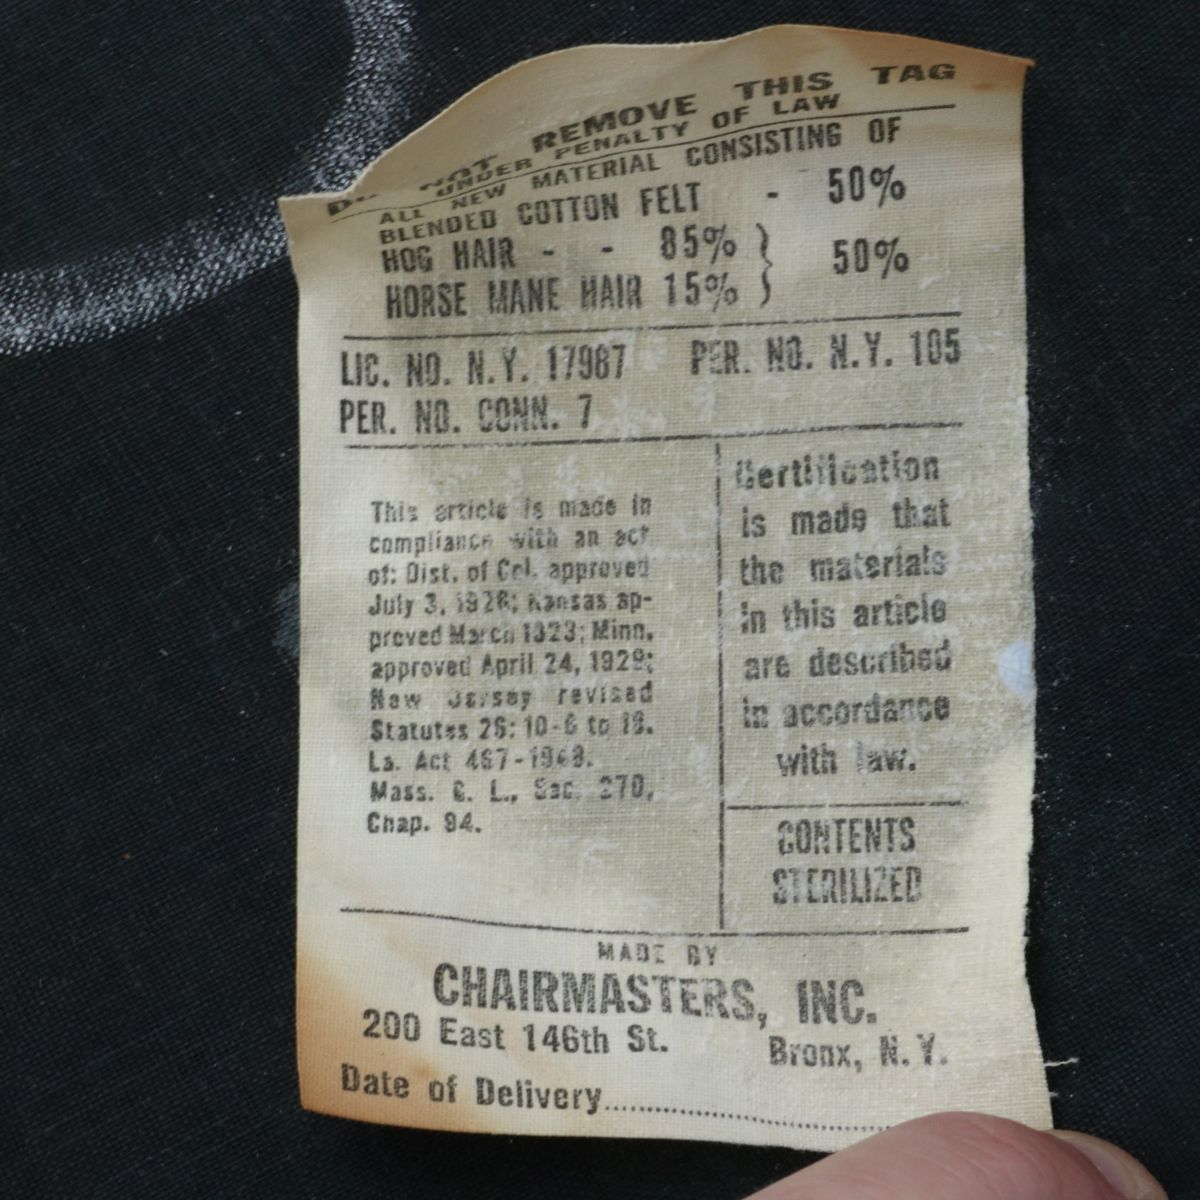 NOT REMOVE THIS TAG
UNDER PENALTY OF LAW
ALL NEW MATERIAL CONSISTING OF
BLENDED COTTON FELT - 50%
HOG HAIR - - 85% } 50%
HORSE MANE HAIR 15% }
LIC. NO. N.Y. 17987 PER. NO. N.Y. 105
PER. NO. CONN. 7
This article is made in
compliance with an act
of: Dist. of Col. approved
July 3, Kansas ap-
proved March 1923; Minn.
approved April 24, 1929;
New Jersey revised
Statutes 26: 10-6 to 18.
La. Act 467-1948.
Mass. G. L., Sec. 270,
Chap. 94.
Certification
is made that
the materials
in this article
are described
in accordance
with law.
CONTENTS
STERILIZED
MADE BY
CHAIRMASTERS, INC.
200 East 146th St. Bronx, N.Y.
Date of Delivery